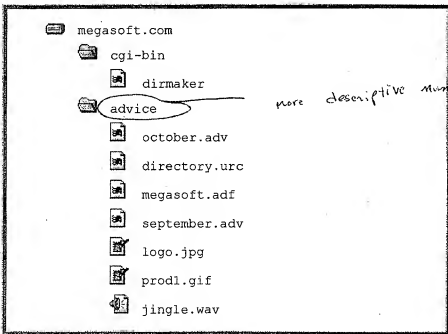 megasoft.com
cgi-bin
dirmaker
advice more descriptive
october.adv
directory.urc
megasoft.adf
september.adv
logo.jpg
prod1.gif
jingle.wav